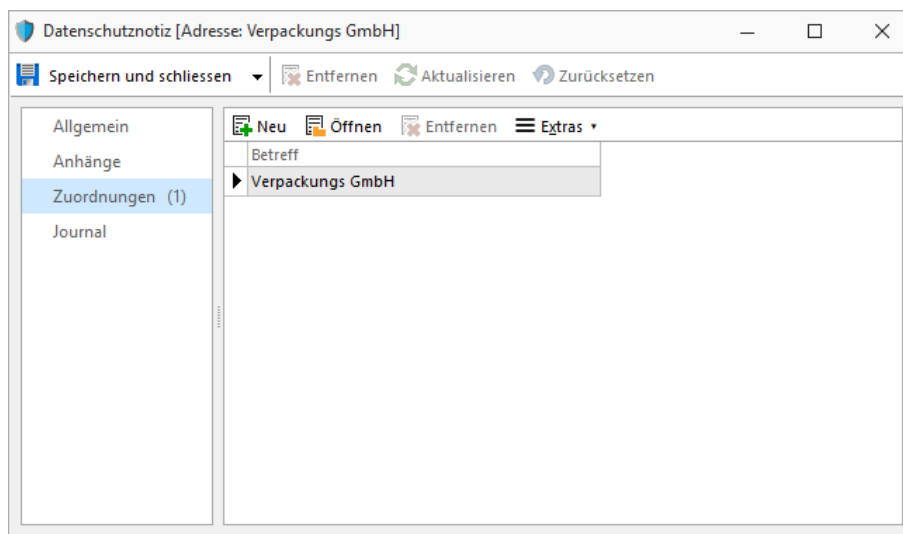 Datenschutznotiz [Adresse: Verpackungs GmbH]
Speichern und schliessen Entfernen Aktualisieren Zurücksetzen
Allgemein
Anhänge
Zuordnungen (1)
Journal
Neu Öffnen Entfernen Extras
Betreff
Verpackungs GmbH